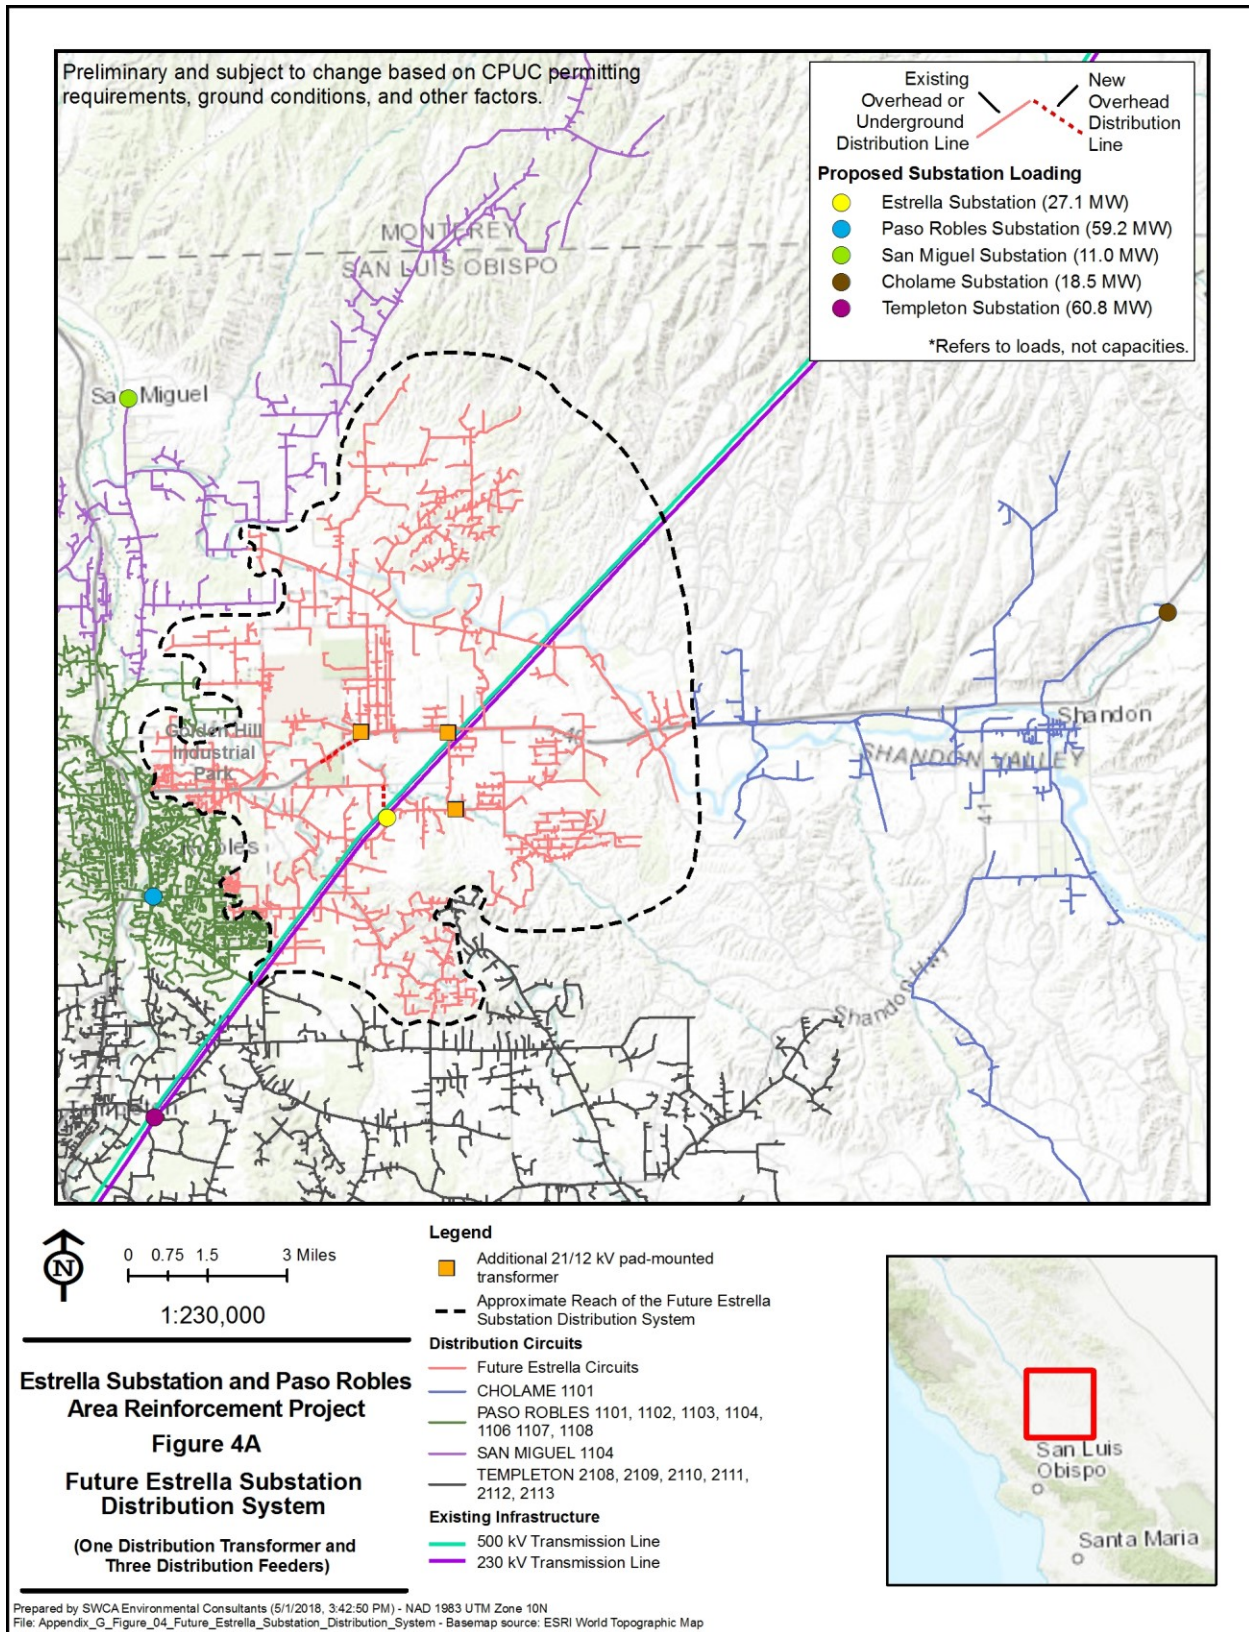 Preliminary and subject to change based on CPUC permitting
requirements, ground conditions, and other factors.
Existing
Overhead or
Underground
Distribution Line
New
Overhead
Distribution
Line
Proposed Substation Loading
Estrella Substation (27.1 MW)
Paso Robles Substation (59.2 MW)
San Miguel Substation (11.0 MW)
Cholame Substation (18.5 MW)
Templeton Substation (60.8 MW)
*Refers to loads, not capacities.
MONTEREY
SAN LUIS OBISPO
Sa Miguel
Golden Hill
Industrial
Park
46
Shandon
SHANDON VALLEY
41
Robles
Shandon Hwy
Templeton
N
0 0.75 1.5 3 Miles
1:230,000
Estrella Substation and Paso Robles
Area Reinforcement Project
Figure 4A
Future Estrella Substation
Distribution System
(One Distribution Transformer and
Three Distribution Feeders)
Legend
Additional 21/12 kV pad-mounted
transformer
Approximate Reach of the Future Estrella
Substation Distribution System
Distribution Circuits
Future Estrella Circuits
CHOLAME 1101
PASO ROBLES 1101, 1102, 1103, 1104,
1106 1107, 1108
SAN MIGUEL 1104
TEMPLETON 2108, 2109, 2110, 2111,
2112, 2113
Existing Infrastructure
500 kV Transmission Line
230 kV Transmission Line
San Luis
Obispo
Santa Maria
Prepared by SWCA Environmental Consultants (5/1/2018, 3:42:50 PM) - NAD 1983 UTM Zone 10N
File: Appendix_G_Figure_04_Future_Estrella_Substation_Distribution_System - Basemap source: ESRI World Topographic Map